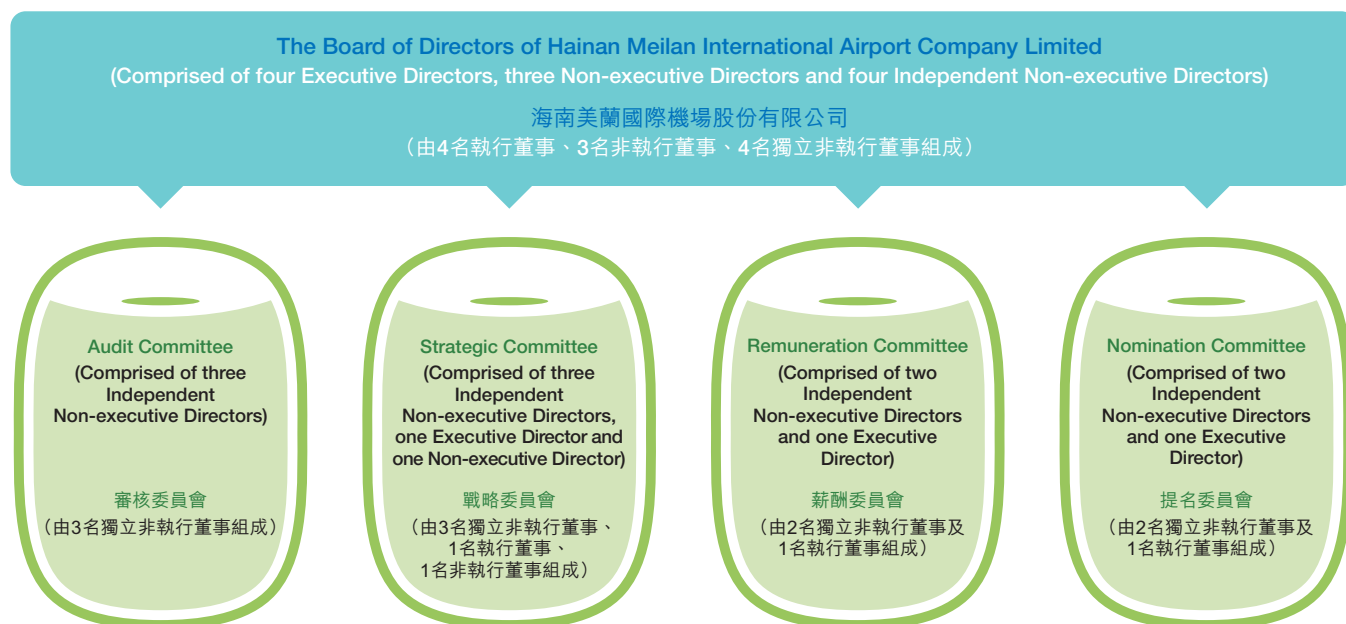 The Board of Directors of Hainan Meilan International Airport Company Limited
(Comprised of four Executive Directors, three Non-executive Directors and four Independent Non-executive Directors)
海南美蘭國際機場股份有限公司
（由4名執行董事、3名非執行董事、4名獨立非執行董事組成）
Audit Committee
(Comprised of three
Independent
Non-executive Directors)
審核委員會
（由3名獨立非執行董事組成）
Strategic Committee
(Comprised of three
Independent
Non-executive Directors,
one Executive Director and
one Non-executive Director)
戰略委員會
（由3名獨立非執行董事、
1名執行董事、
1名非執行董事組成）
Remuneration Committee
(Comprised of two
Independent
Non-executive Directors
and one Executive
Director)
薪酬委員會
（由2名獨立非執行董事及
1名執行董事組成）
Nomination Committee
(Comprised of two
Independent
Non-executive Directors
and one Executive
Director)
提名委員會
（由2名獨立非執行董事及
1名執行董事組成）